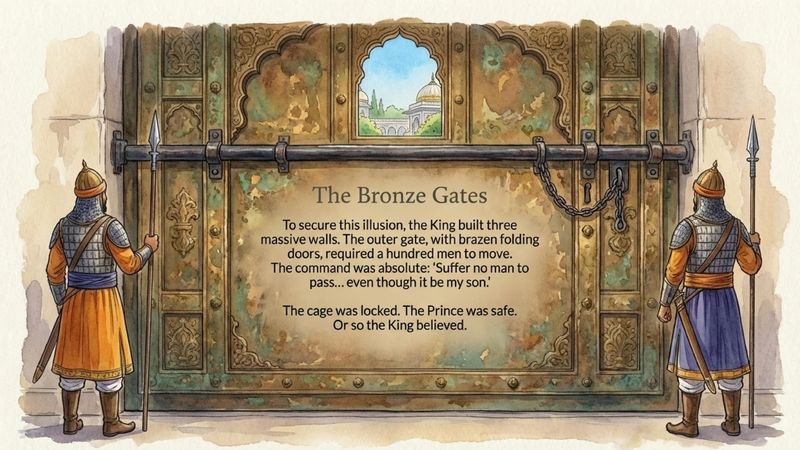 The Bronze Gates
To secure this illusion, the King built three
massive walls. The outer gate, with brazen folding
doors, required a hundred men to move.
The command was absolute: 'Suffer no man to
pass... even though it be my son.'
The cage was locked. The Prince was safe.
Or so the King believed.